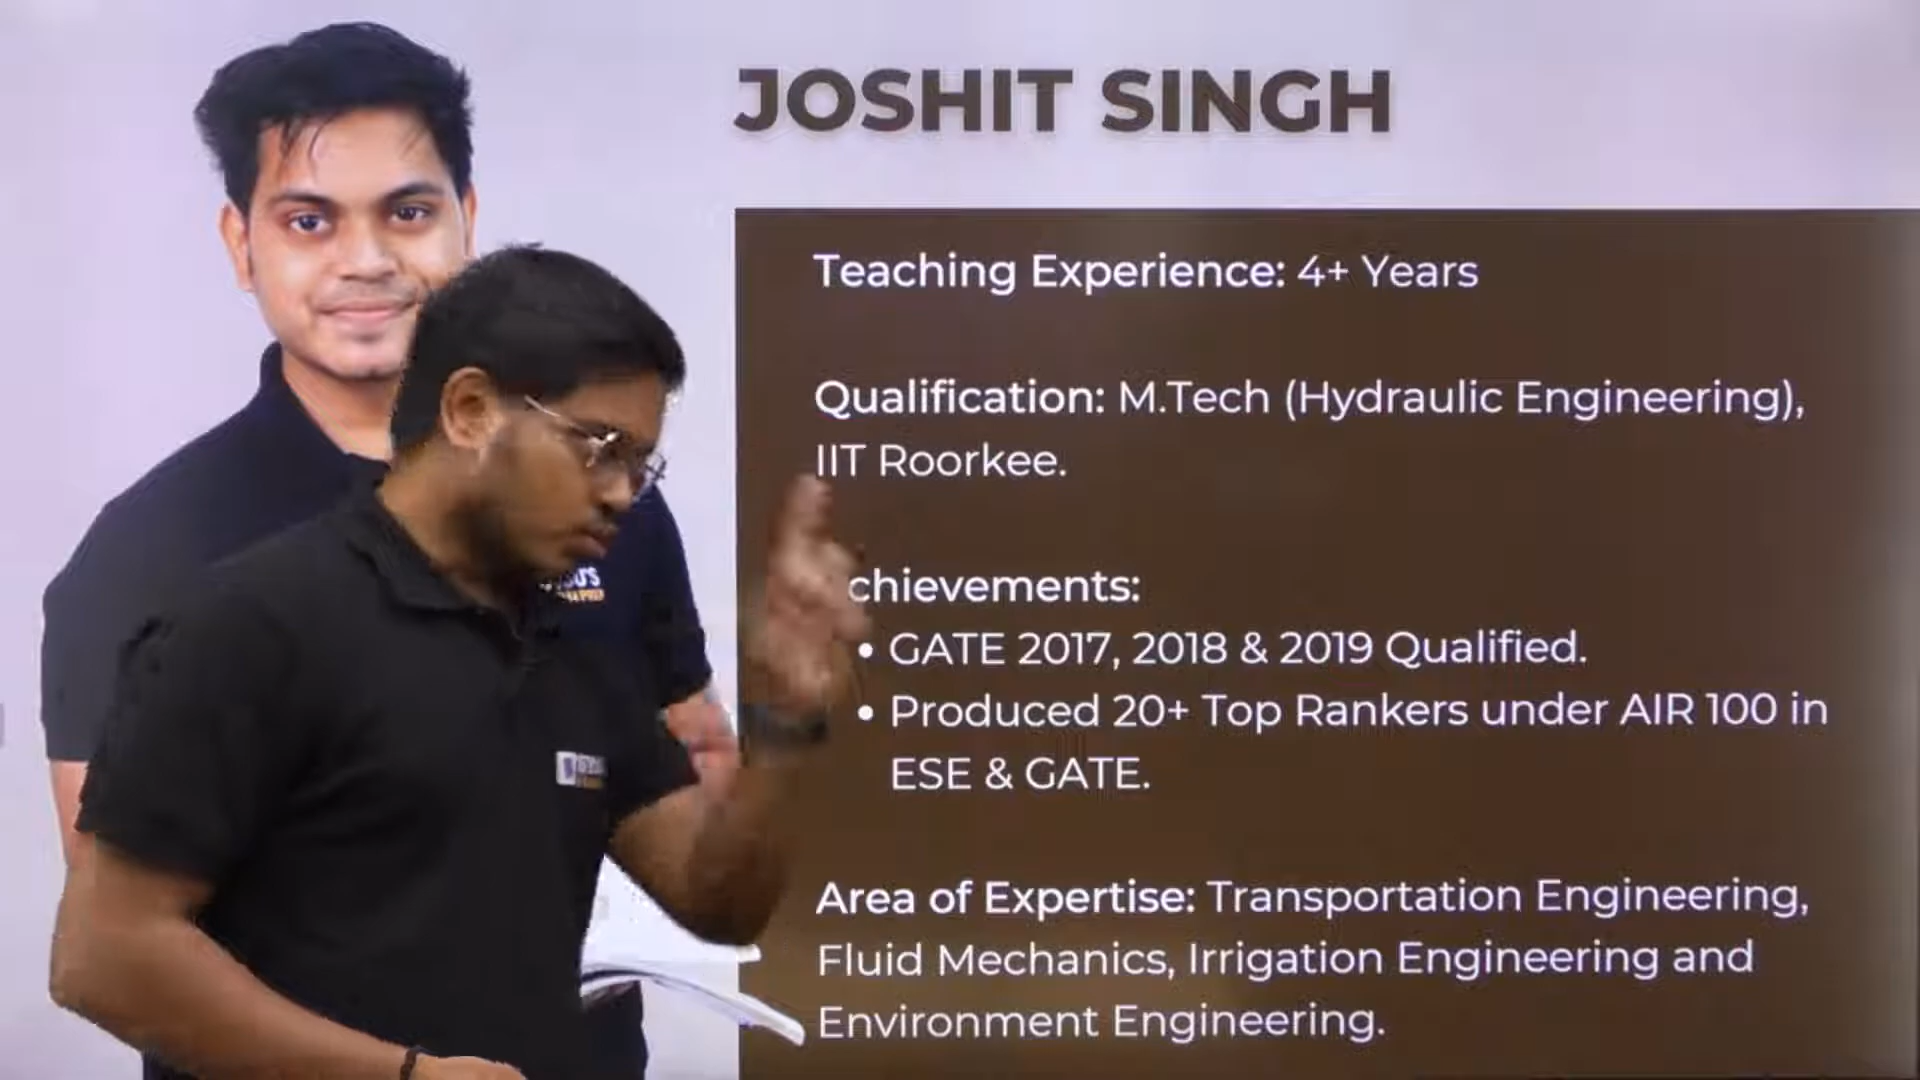 JOSHIT SINGH
Teaching Experience: 4+ Years
Qualification: M.Tech (Hydraulic Engineering),
IIT Roorkee.
chievements:
• GATE 2017, 2018 & 2019 Qualified.
• Produced 20+ Top Rankers under AIR 100 in
ESE & GATE.
Area of Expertise: Transportation Engineering,
Fluid Mechanics, Irrigation Engineering and
Environment Engineering.